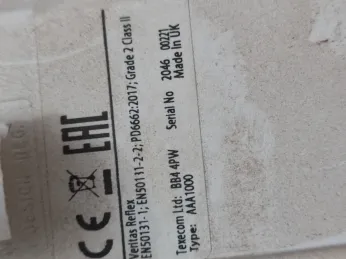 CE EAC
Veritas Reflex
EN50131-1; EN50131-2-2; PD6662:2017; Grade 2 Class II
Texecom Ltd: BB4 4PW Serial No 2046 00221
Type: AAA1000 Made In UK